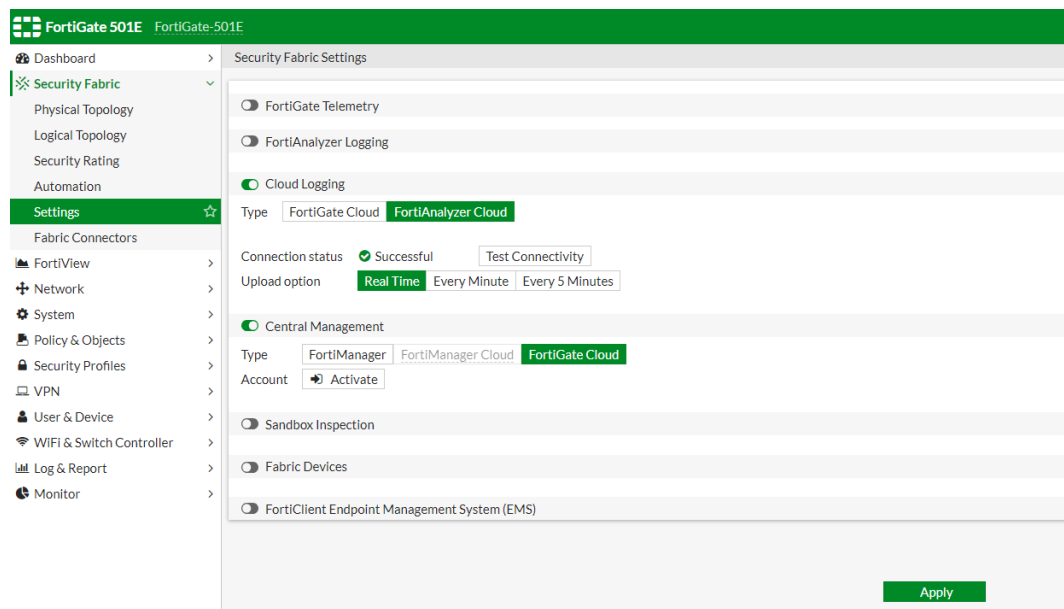 FortiGate 501E FortiGate-501E
Dashboard
Security Fabric
Physical Topology
Logical Topology
Security Rating
Automation
Settings
Fabric Connectors
FortiView
Network
System
Policy & Objects
Security Profiles
VPN
User & Device
WiFi & Switch Controller
Log & Report
Monitor
Security Fabric Settings
FortiGate Telemetry
FortiAnalyzer Logging
Cloud Logging
Type FortiGate Cloud FortiAnalyzer Cloud
Connection status Successful Test Connectivity
Upload option Real Time Every Minute Every 5 Minutes
Central Management
Type FortiManager FortiManager Cloud FortiGate Cloud
Account Activate
Sandbox Inspection
Fabric Devices
FortiClient Endpoint Management System (EMS)
Apply